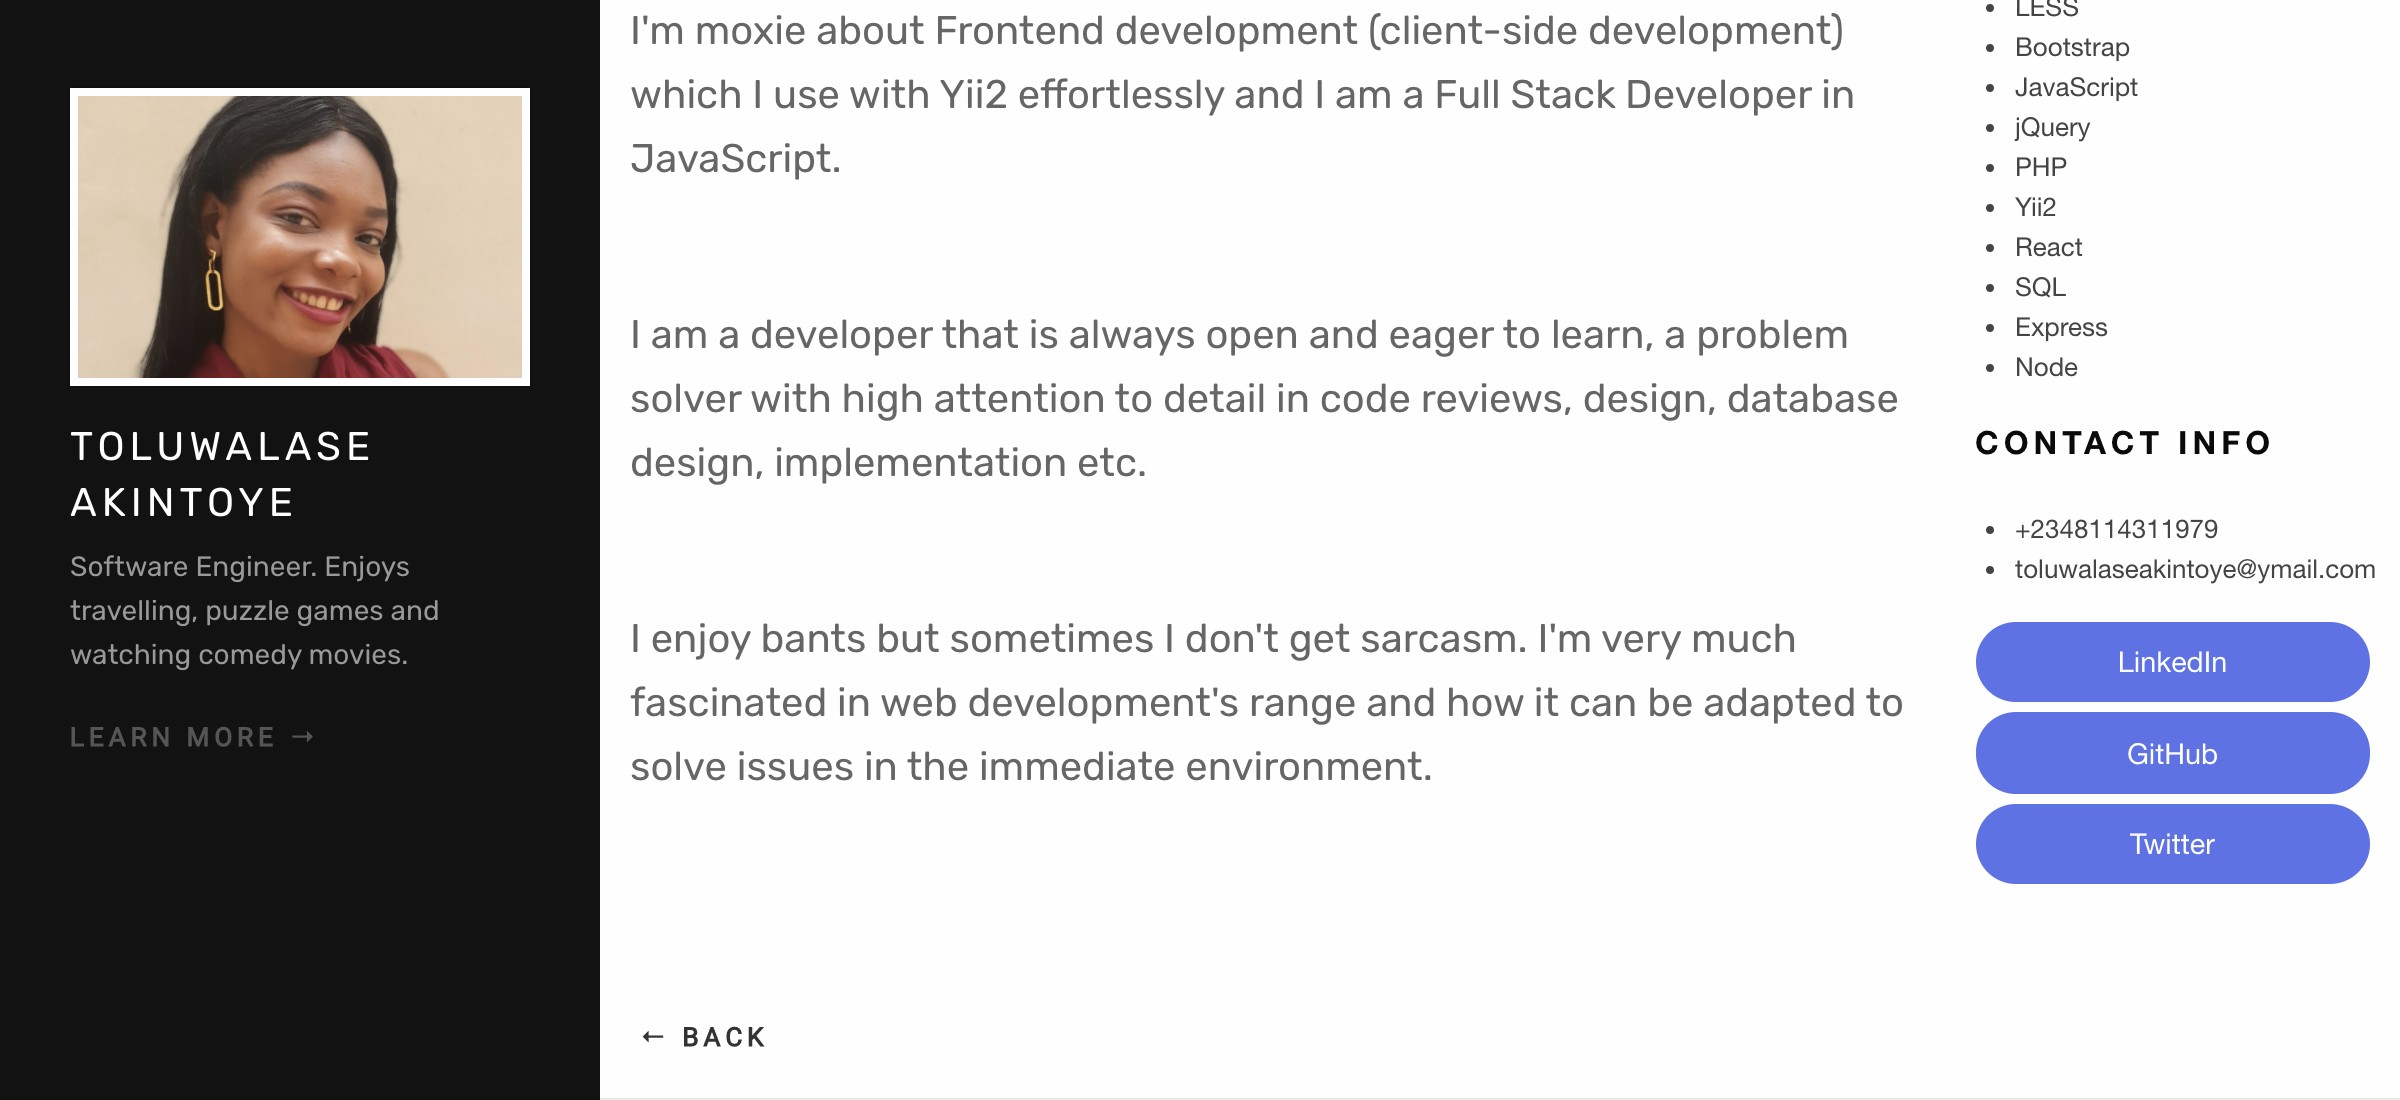 TOLUWALASE
AKINTOYE
Software Engineer. Enjoys
travelling, puzzle games and
watching comedy movies.
LEARN MORE →
I'm moxie about Frontend development (client-side development)
which I use with Yii2 effortlessly and I am a Full Stack Developer in
JavaScript.
I am a developer that is always open and eager to learn, a problem
solver with high attention to detail in code reviews, design, database
design, implementation etc.
I enjoy bants but sometimes I don't get sarcasm. I'm very much
fascinated in web development's range and how it can be adapted to
solve issues in the immediate environment.
← BACK
LESS
Bootstrap
JavaScript
jQuery
PHP
Yii2
React
SQL
Express
Node
CONTACT INFO
+2348114311979
toluwalaseakintoye@ymail.com
LinkedIn
GitHub
Twitter